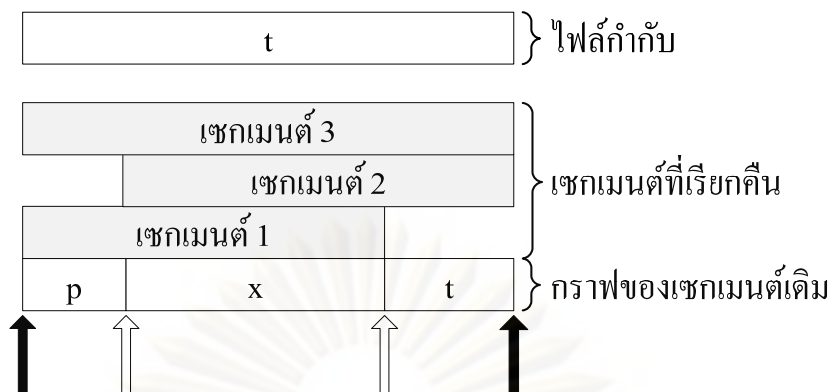 t ไฟล์กำกับ
เซกเมนต์ 3
เซกเมนต์ 2 เซกเมนต์ที่เรียกคืน
เซกเมนต์ 1
p x t กราฟของเซกเมนต์เดิม